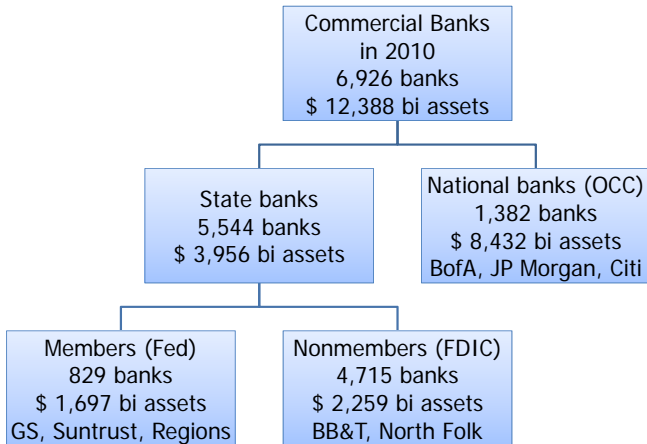 Commercial Banks
in 2010
6,926 banks
$ 12,388 bi assets
State banks
5,544 banks
$ 3,956 bi assets
National banks (OCC)
1,382 banks
$ 8,432 bi assets
BofA, JP Morgan, Citi
Members (Fed)
829 banks
$ 1,697 bi assets
GS, Suntrust, Regions
Nonmembers (FDIC)
4,715 banks
$ 2,259 bi assets
BB&T, North Folk